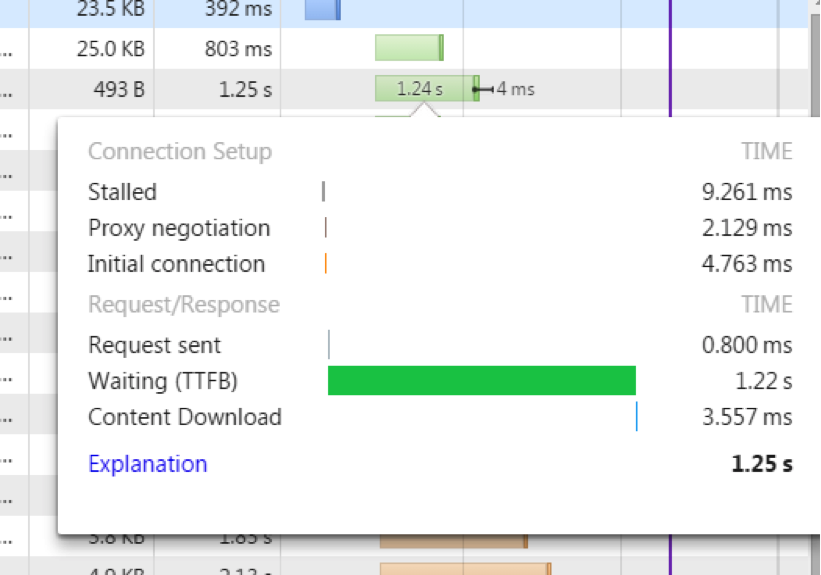 23.5 KB 392 ms
... 25.0 KB 803 ms
... 493 B 1.25 s 1.24 s 4 ms
...
Connection Setup TIME
... Stalled 9.261 ms
... Proxy negotiation 2.129 ms
... Initial connection 4.763 ms
... Request/Response TIME
... Request sent 0.800 ms
... Waiting (TTFB) 1.22 s
... Content Download 3.557 ms
... Explanation 1.25 s
...
... 3.8 KB 1.85 s
... 4.9 KB 2.13 s